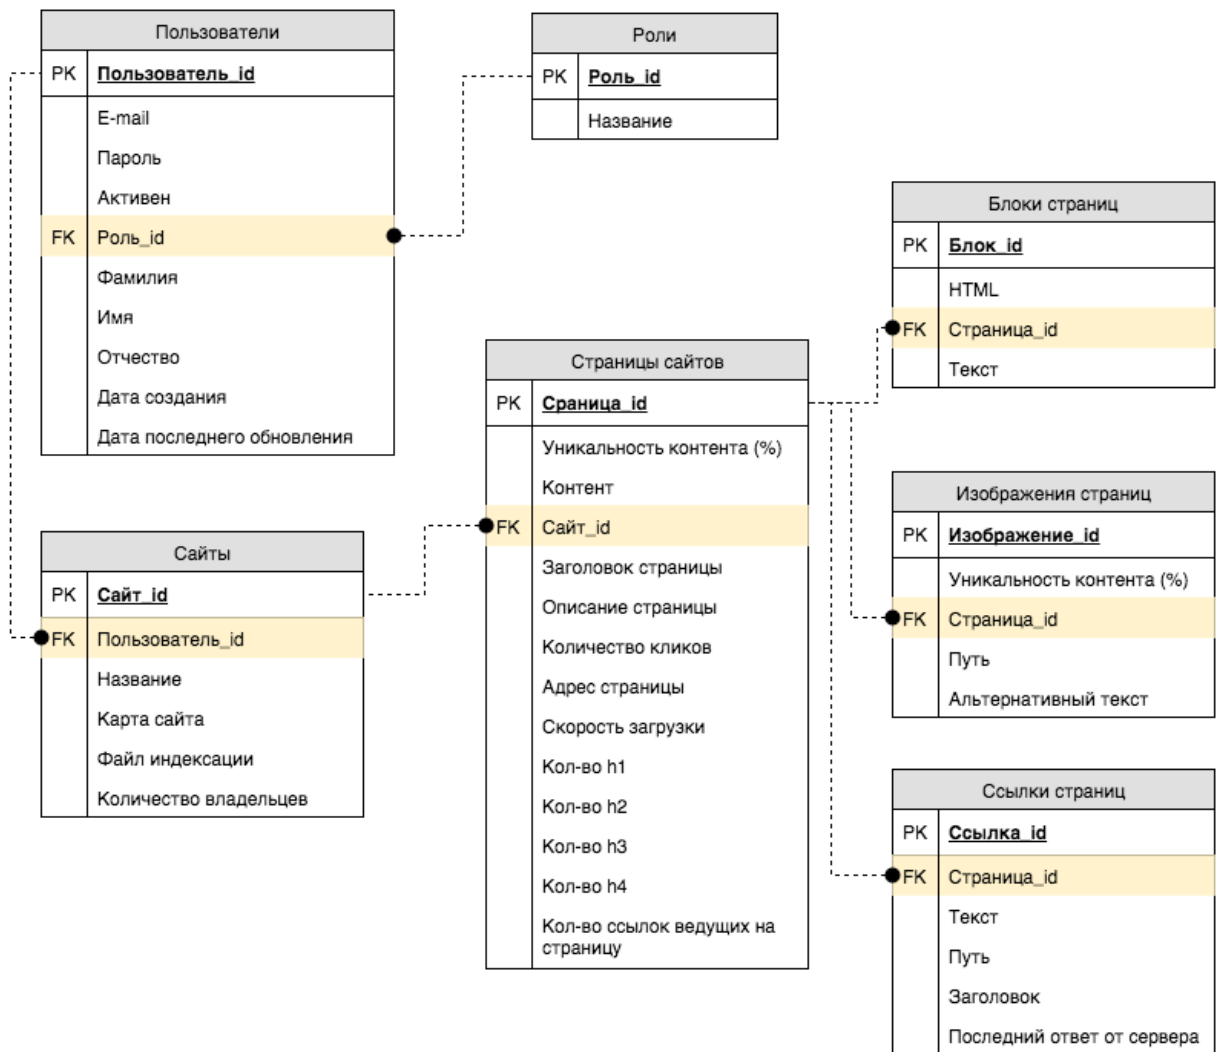 Пользователи
PK Пользователь_id
E-mail
Пароль
Активен
FK Роль_id
Фамилия
Имя
Отчество
Дата создания
Дата последнего обновления
Роли
PK Роль_id
Название
Сайты
PK Сайт_id
FK Пользователь_id
Название
Карта сайта
Файл индексации
Количество владельцев
Страницы сайтов
PK Сраница_id
Уникальность контента (%)
Контент
FK Сайт_id
Заголовок страницы
Описание страницы
Количество кликов
Адрес страницы
Скорость загрузки
Кол-во h1
Кол-во h2
Кол-во h3
Кол-во h4
Кол-во ссылок ведущих на
страницу
Блоки страниц
PK Блок_id
HTML
FK Страница_id
Текст
Изображения страниц
PK Изображение_id
Уникальность контента (%)
FK Страница_id
Путь
Альтернативный текст
Ссылки страниц
PK Ссылка_id
FK Страница_id
Текст
Путь
Заголовок
Последний ответ от сервера